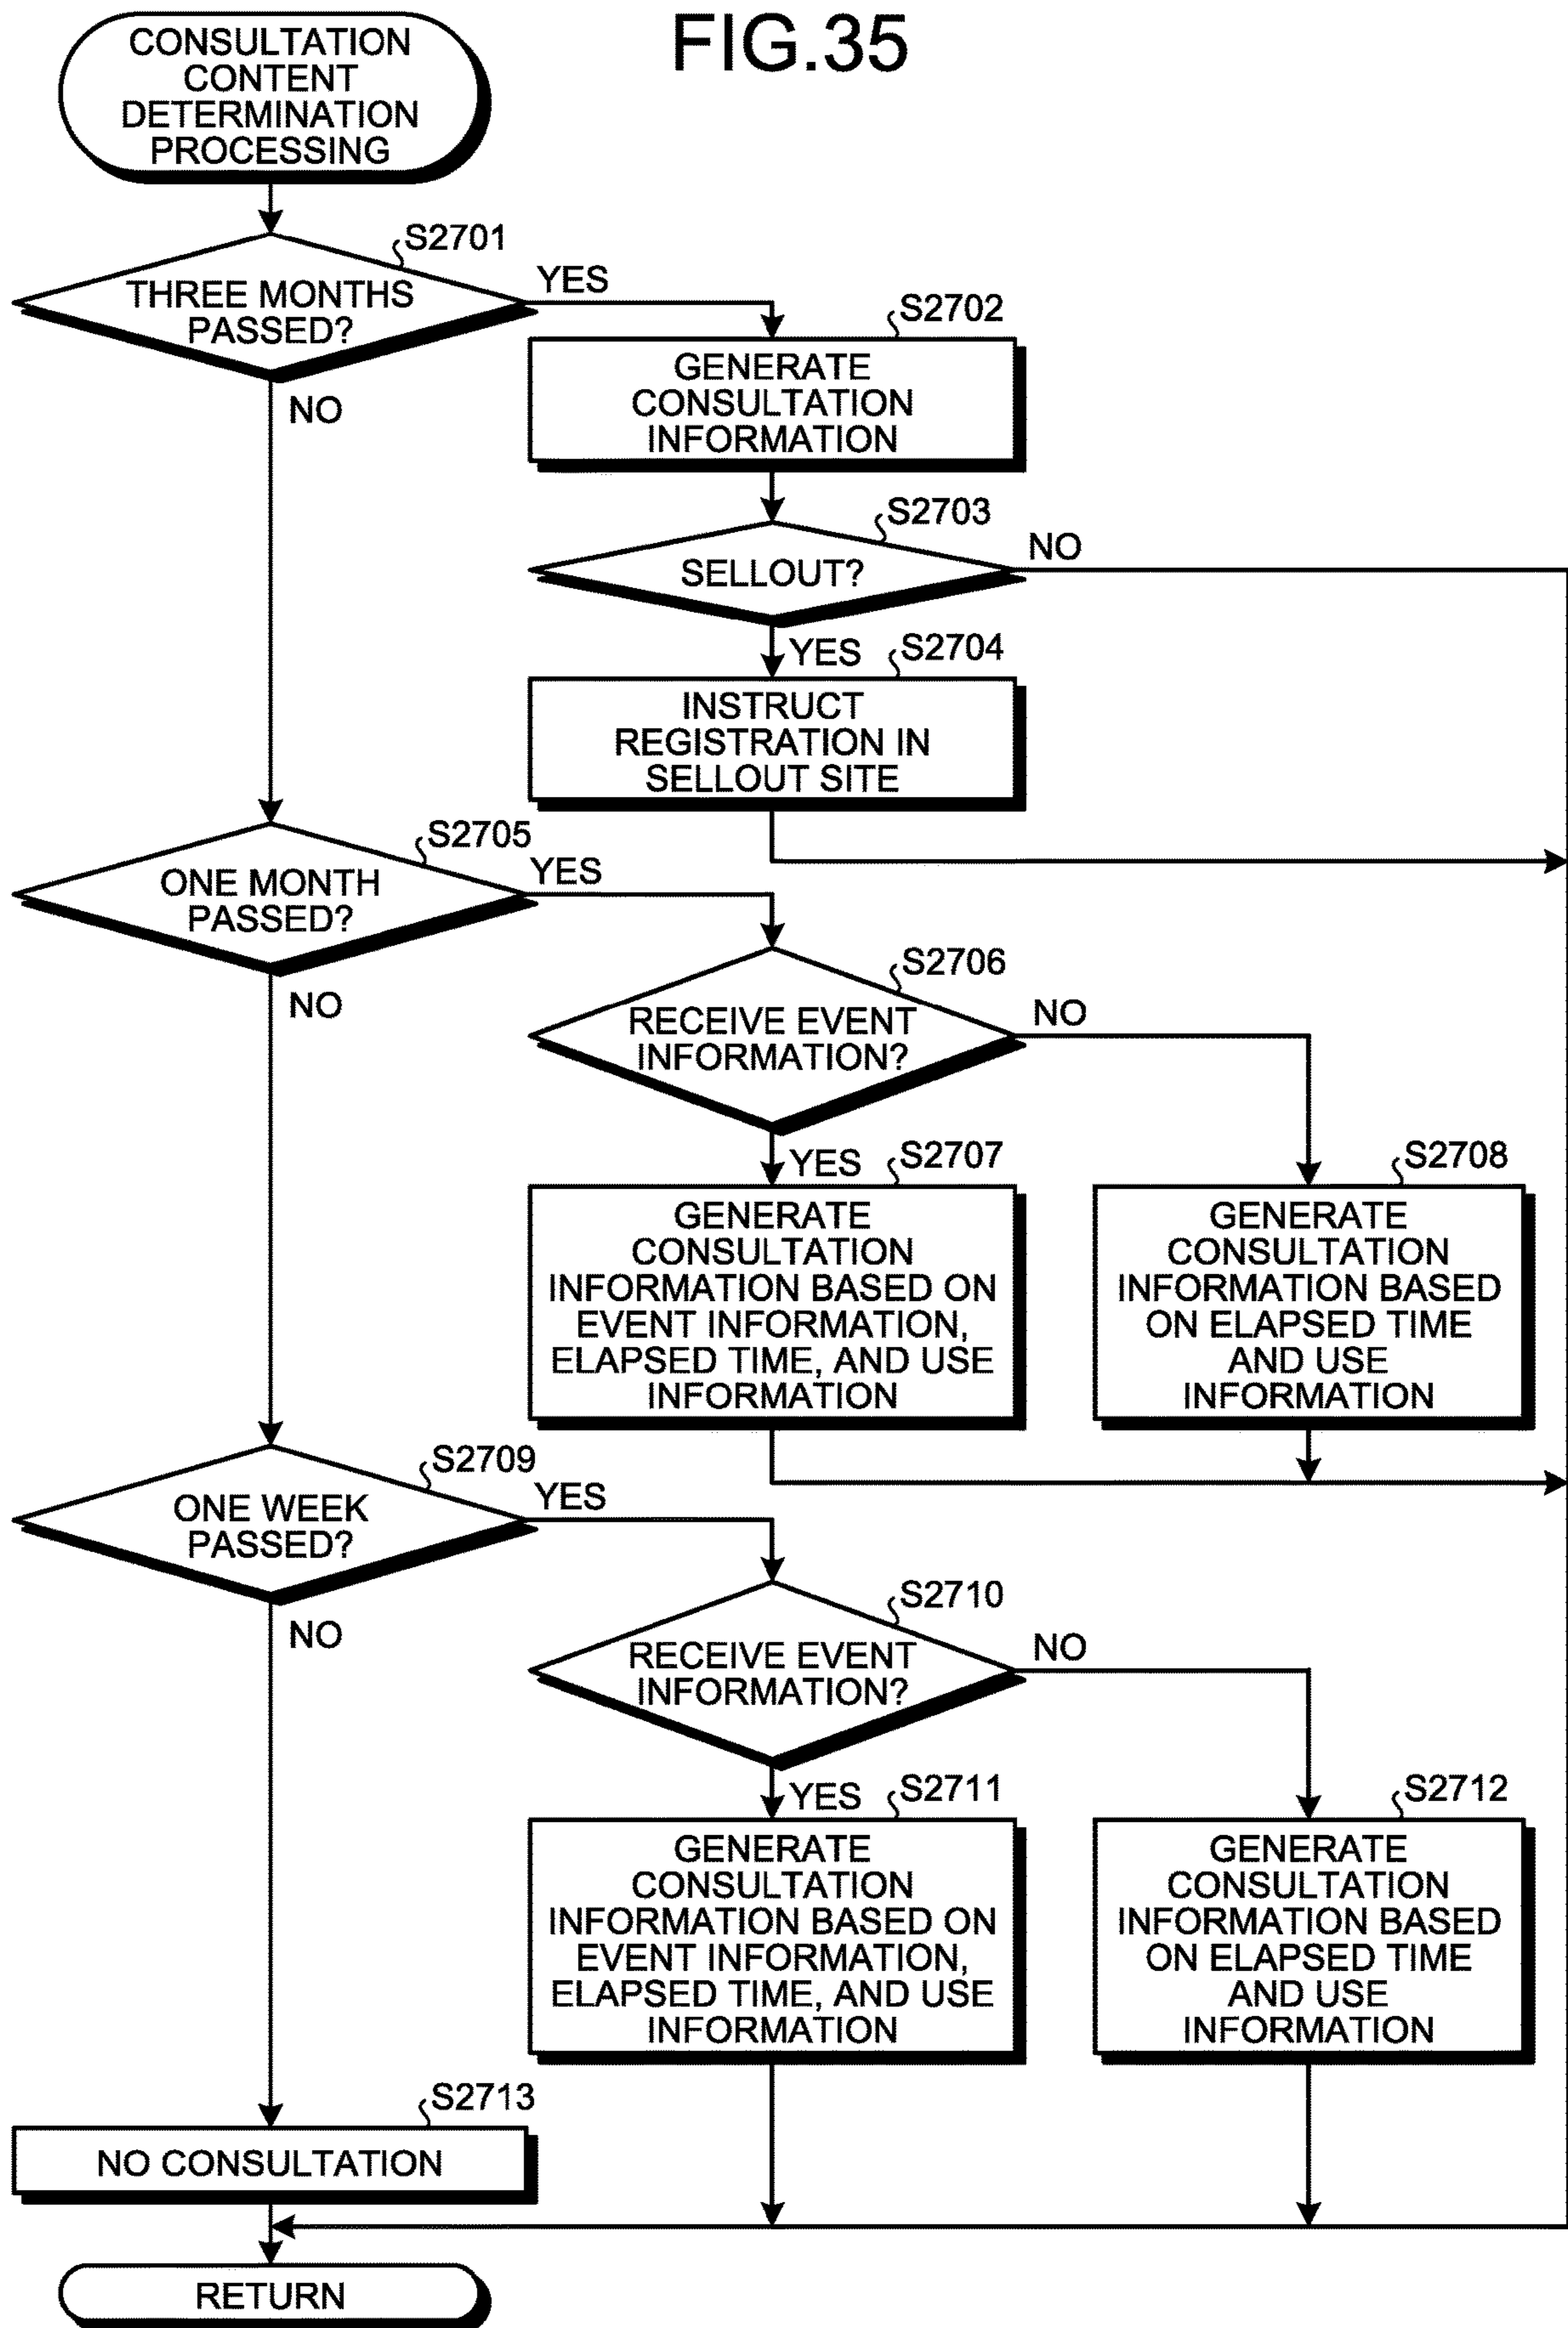 FIG.35
CONSULTATION
CONTENT
DETERMINATION
PROCESSING
S2701
THREE MONTHS
PASSED?
YES
NO
S2702
GENERATE
CONSULTATION
INFORMATION
S2703
SELLOUT?
NO
YES
S2704
INSTRUCT
REGISTRATION IN
SELLOUT SITE
S2705
ONE MONTH
PASSED?
YES
NO
S2706
RECEIVE EVENT
INFORMATION?
NO
YES
S2707
GENERATE
CONSULTATION
INFORMATION BASED ON
EVENT INFORMATION,
ELAPSED TIME, AND USE
INFORMATION
S2708
GENERATE
CONSULTATION
INFORMATION BASED
ON ELAPSED TIME
AND USE
INFORMATION
S2709
ONE WEEK
PASSED?
YES
NO
S2710
RECEIVE EVENT
INFORMATION?
NO
YES
S2711
GENERATE
CONSULTATION
INFORMATION BASED ON
EVENT INFORMATION,
ELAPSED TIME, AND USE
INFORMATION
S2712
GENERATE
CONSULTATION
INFORMATION BASED
ON ELAPSED TIME
AND USE
INFORMATION
S2713
NO CONSULTATION
RETURN